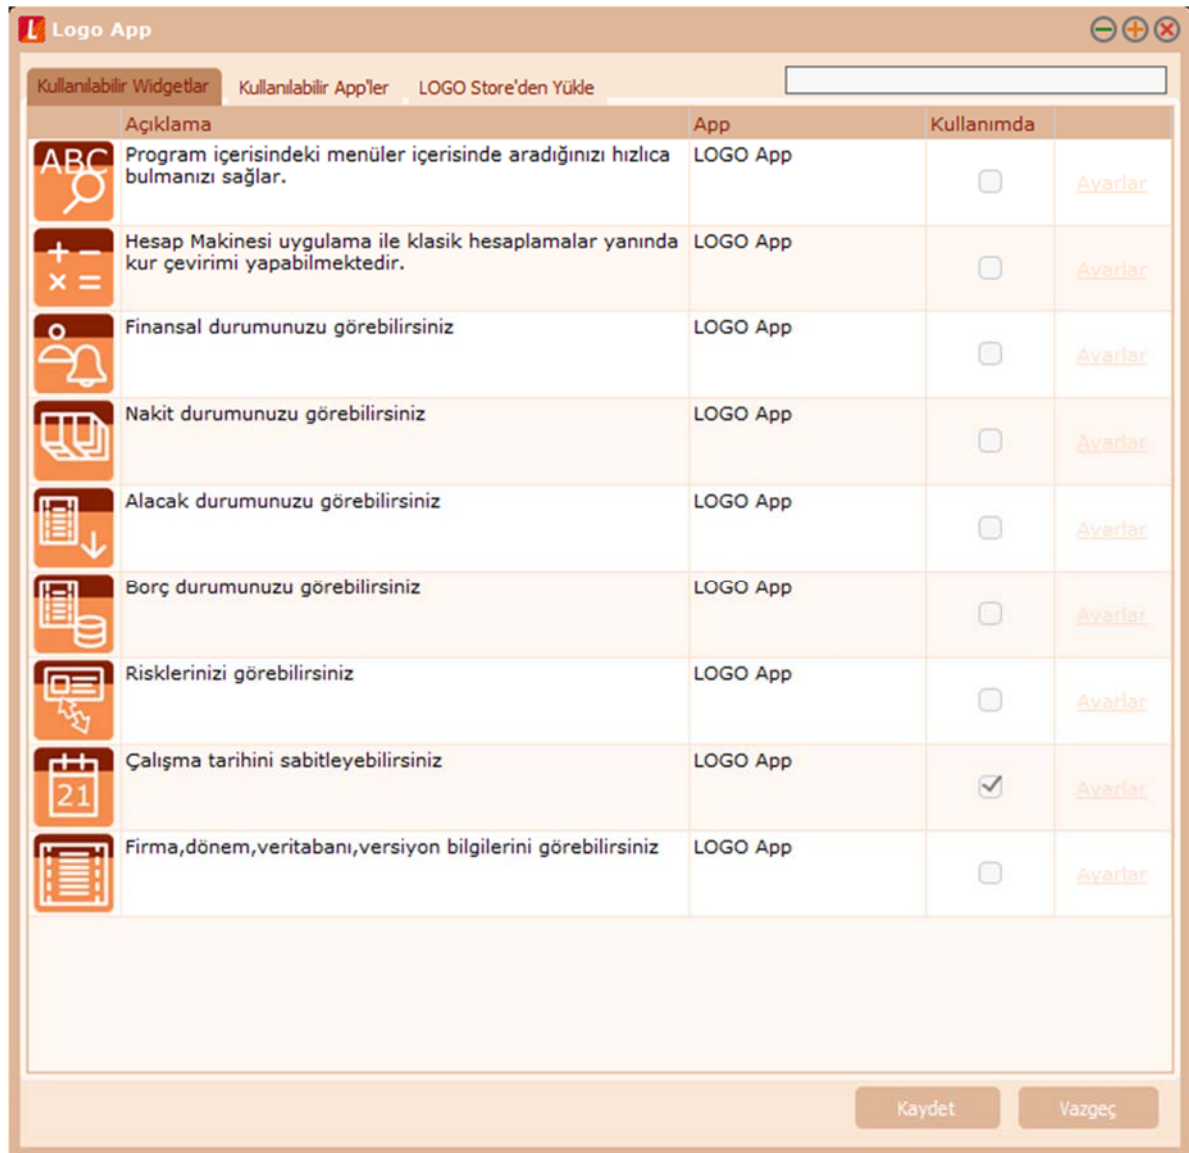 Logo App
Kullanılabilir Widgetlar Kullanılabilir App'ler LOGO Store'den Yükle
Açıklama App Kullanımda
ABC Program içerisindeki menüler içerisinde aradığınızı hızlıca LOGO App
bulmanızı sağlar.
Ayarlar
Hesap Makinesi uygulama ile klasik hesaplamalar yanında LOGO App
kur çevirimi yapabilmektedir.
Ayarlar
Finansal durumunuzu görebilirsiniz LOGO App
Ayarlar
Nakit durumunuzu görebilirsiniz LOGO App
Ayarlar
Alacak durumunuzu görebilirsiniz LOGO App
Ayarlar
Borç durumunuzu görebilirsiniz LOGO App
Ayarlar
Risklerinizi görebilirsiniz LOGO App
Ayarlar
Çalışma tarihini sabitleyebilirsiniz LOGO App
21 Ayarlar
Firma,dönem,veritabanı,versiyon bilgilerini görebilirsiniz LOGO App
Ayarlar
Kaydet Vazgeç